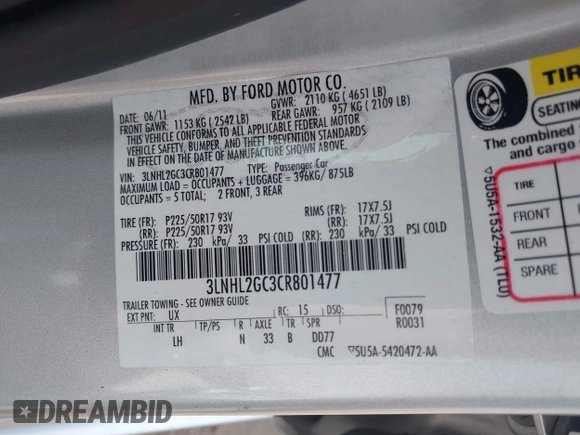 MFD. BY FORD MOTOR CO.
DATE: 06/11 GVWR: 2110 KG ( 4651 LB)
FRONT GAWR: 1153 KG ( 2542 LB) REAR GAWR: 957 KG ( 2109 LB)
THIS VEHICLE CONFORMS TO ALL APPLICABLE FEDERAL MOTOR
VEHICLE SAFETY, BUMPER, AND THEFT PREVENTION STANDARDS
IN EFFECT ON THE DATE OF MANUFACTURE SHOWN ABOVE.
VIN: 3LNHL2GC3CR801477 TYPE: Passenger Car
MAXIMUM LOAD = OCCUPANTS + LUGGAGE = 396KG/ 875LB
OCCUPANTS = 5 TOTAL; 2 FRONT, 3 REAR
TIRE (FR): P225/50R17 93V RIMS (FR): 17X7.5J
(RR): P225/50R17 93V (RR): 17X7.5J
PRESSURE (FR): 230 kPa/ 33 PSI COLD (RR): 230 kPa/ 33 PSI COLD
3LNHL2GC3CR801477
TRAILER TOWING - SEE OWNER GUIDE
EXT PNT: UX RC: 15 DSO: F0079
INT TR TP/PS R AXLE TR SPR R0031
LH N 33 B DD77
CMC ▽5U5A-5420472-AA
TIR
SEATING
The combined
and cargo
TIRE
FRONT
REAR
SPARE
▽5U5A-1532-AA (TLU)
DREAMBID